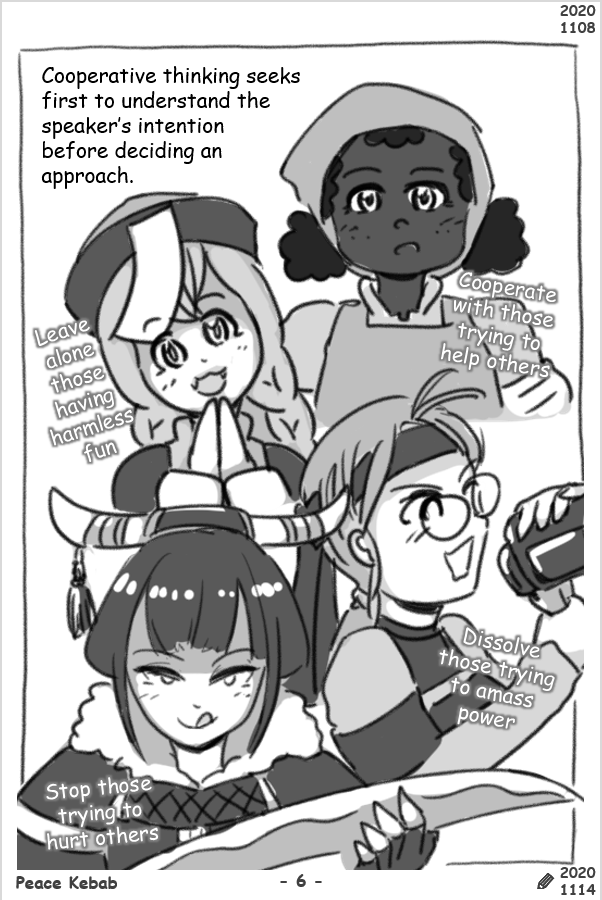 2020
1108
Cooperative thinking seeks
first to understand the
speaker's intention
before deciding an
approach.
Cooperate
with those
trying to
help others
Leave
alone
those
having
harmless
fun
Dissolve
those trying
to amass
power
Stop those
trying to
hurt others
Peace Kebab
- 6 -
2020
1114